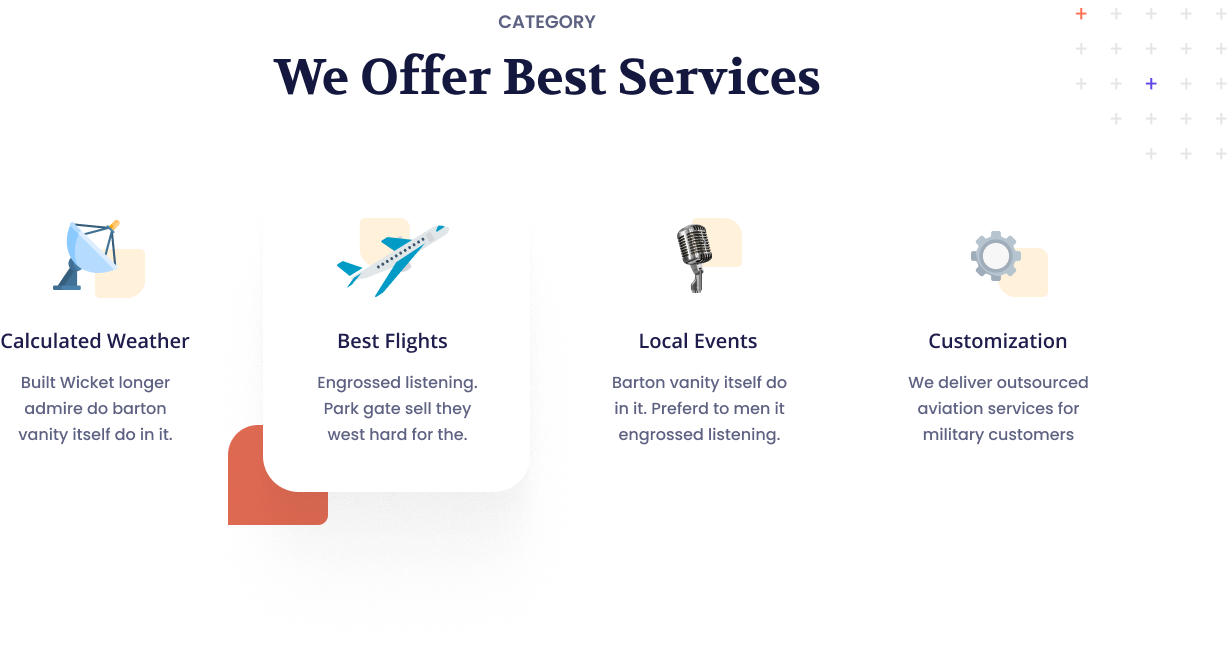 CATEGORY
We Offer Best Services
Calculated Weather
Built Wicket longer
admire do barton
vanity itself do in it.
Best Flights
Engrossed listening.
Park gate sell they
west hard for the.
Local Events
Barton vanity itself do
in it. Preferd to men it
engrossed listening.
Customization
We deliver outsourced
aviation services for
military customers